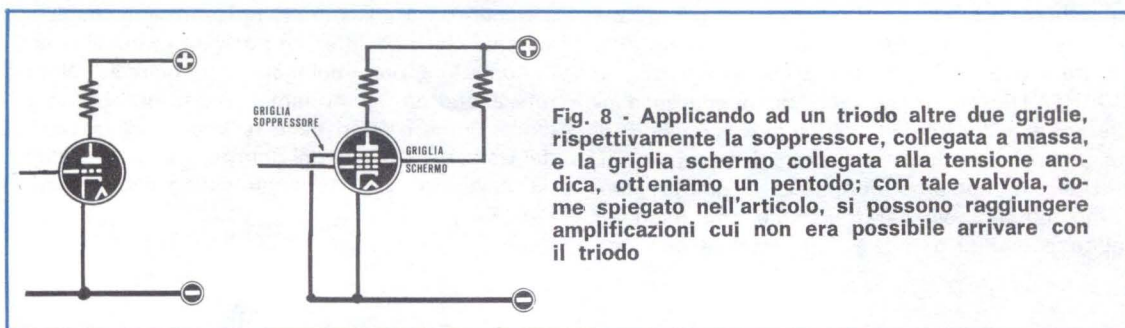 GRIGLIA
SOPPRESSORE
GRIGLIA
SCHERMO
+
-
+
-
Fig. 8 - Applicando ad un triodo altre due griglie,
rispettivamente la soppressore, collegata a massa,
e la griglia schermo collegata alla tensione ano-
dica, otteniamo un pentodo; con tale valvola, co-
me spiegato nell'articolo, si possono raggiungere
amplificazioni cui non era possibile arrivare con
il triodo